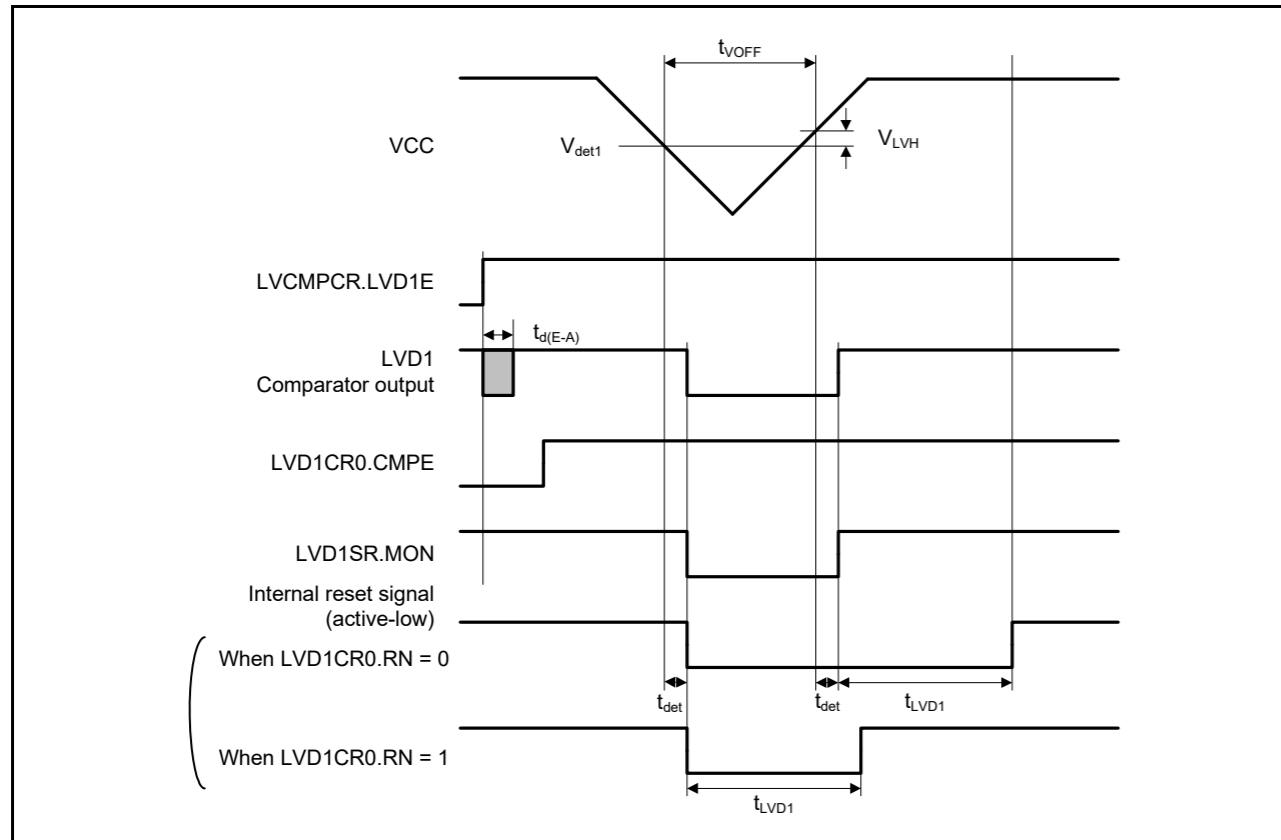 tVOFF
VCC
Vdet1
VLVH
LVCMPCR.LVD1E
td(E-A)
LVD1
Comparator output
LVD1CR0.CMPE
LVD1SR.MON
Internal reset signal
(active-low)
When LVD1CR0.RN = 0
tdet
tdet
tLVD1
When LVD1CR0.RN = 1
tLVD1